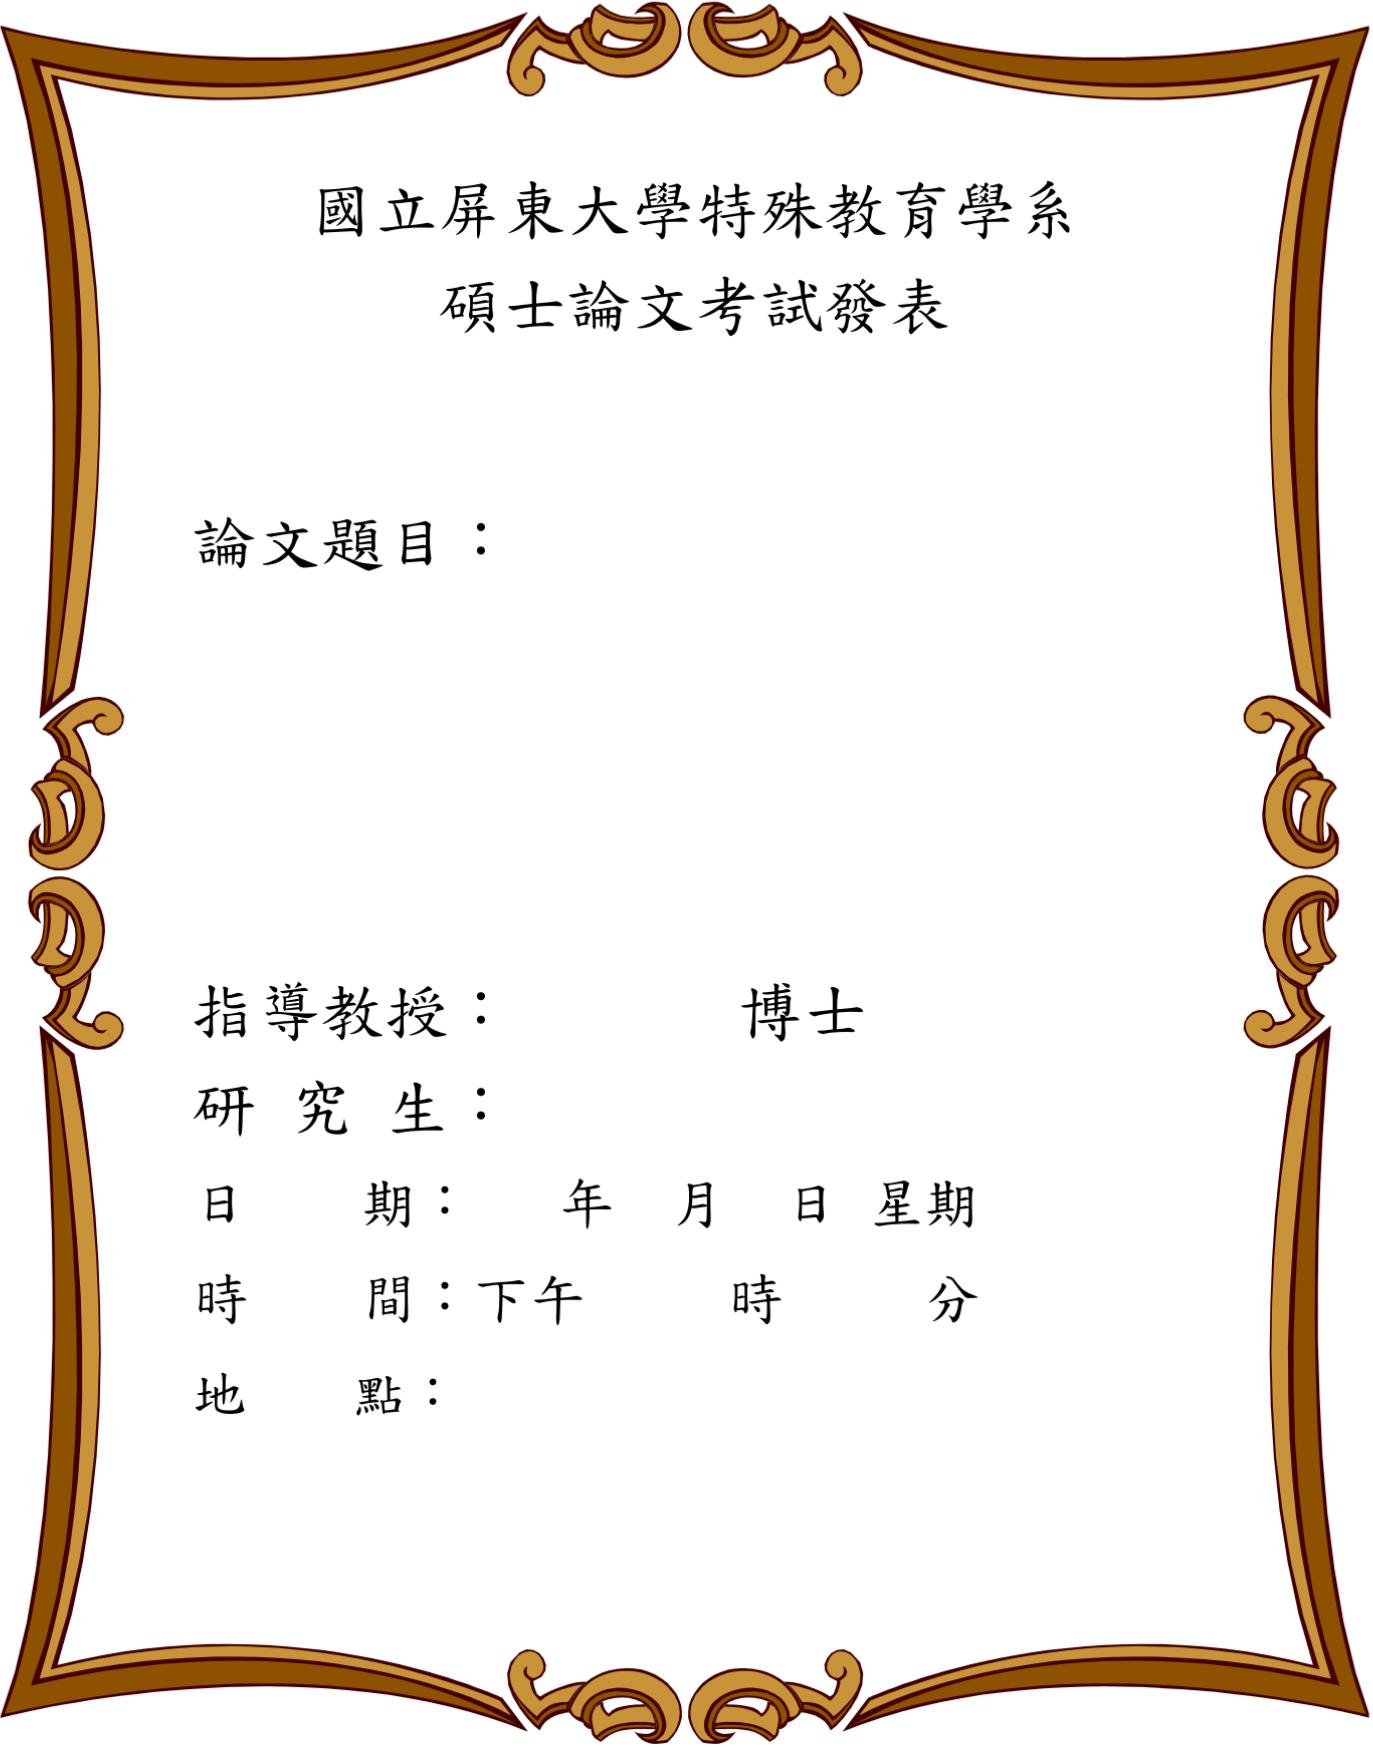 國立屏東大學特殊教育學系
碩士論文考試發表
論文題目：
指導教授： 博士
研 究 生：
日 期： 年 月 日 星期
時 間：下午 時 分
地 點：